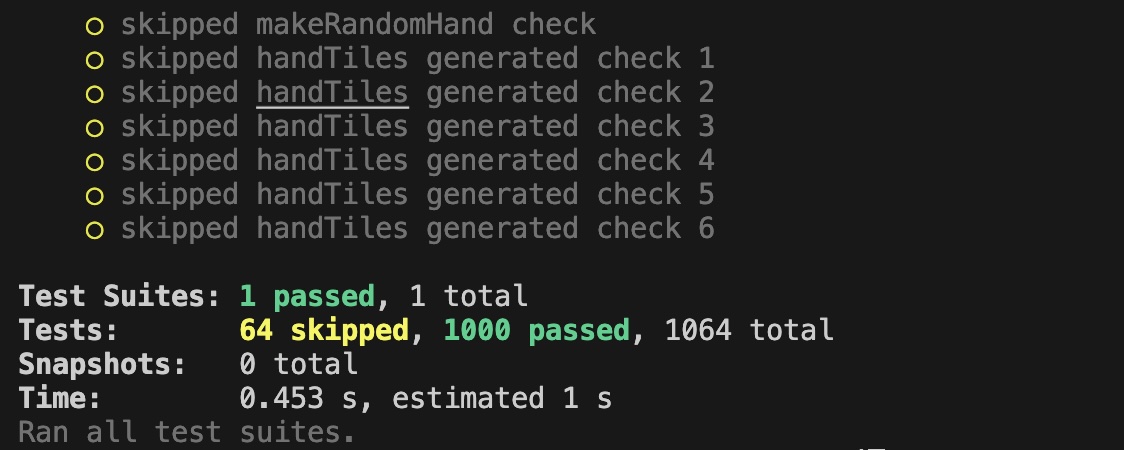 ○ skipped makeRandomHand check
○ skipped handTiles generated check 1
○ skipped handTiles generated check 2
○ skipped handTiles generated check 3
○ skipped handTiles generated check 4
○ skipped handTiles generated check 5
○ skipped handTiles generated check 6
Test Suites: 1 passed, 1 total
Tests: 64 skipped, 1000 passed, 1064 total
Snapshots: 0 total
Time: 0.453 s, estimated 1 s
Ran all test suites.